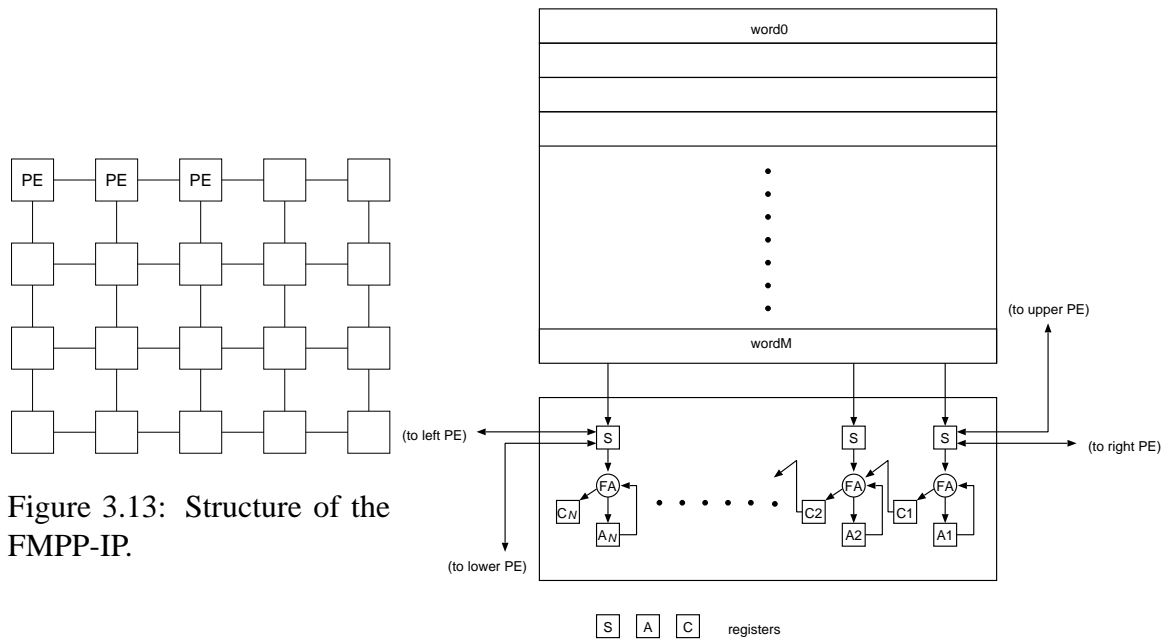 PE PE PE
Figure 3.13: Structure of the
FMPP-IP.
word0
wordM
(to upper PE)
(to left PE)
S S S
(to right PE)
FA FA FA
CN C2 C1
AN A2 A1
(to lower PE)
S A C registers